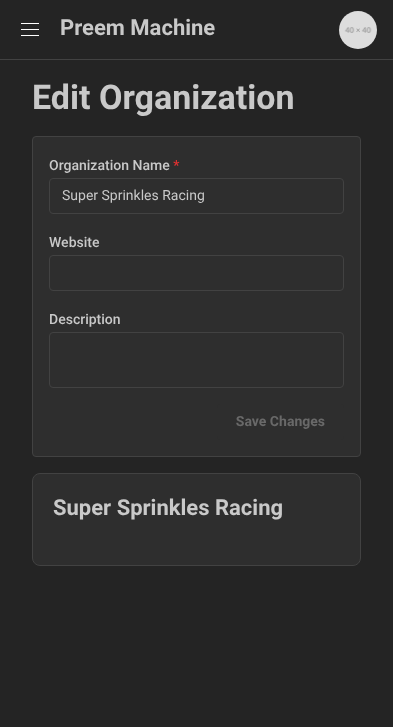 Preem Machine
40 × 40
Edit Organization
Organization Name *
Super Sprinkles Racing
Website
Description
Save Changes
Super Sprinkles Racing